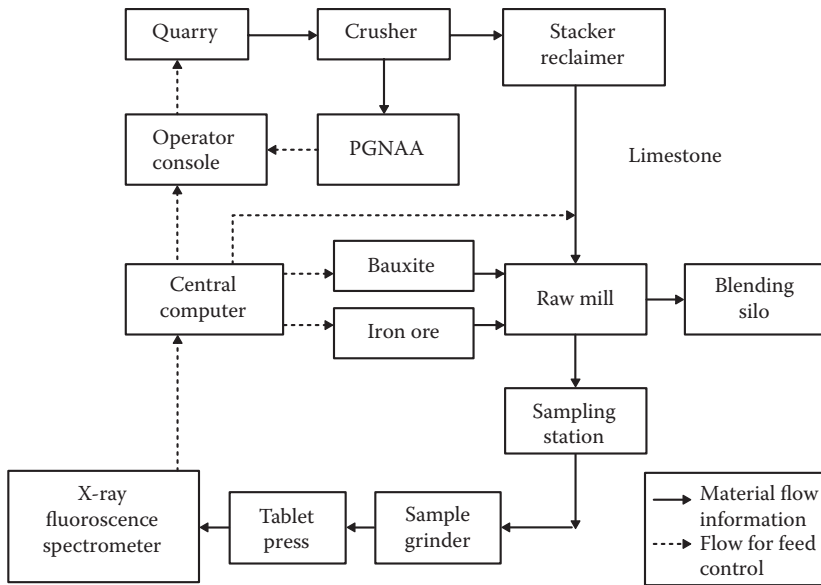 Quarry
Crusher
Stacker
reclaimer
Operator
console
PGNAA
Limestone
Central
computer
Bauxite
Iron ore
Raw mill
Blending
silo
Sampling
station
X-ray
fluoroscence
spectrometer
Tablet
press
Sample
grinder
Material flow
information
Flow for feed
control